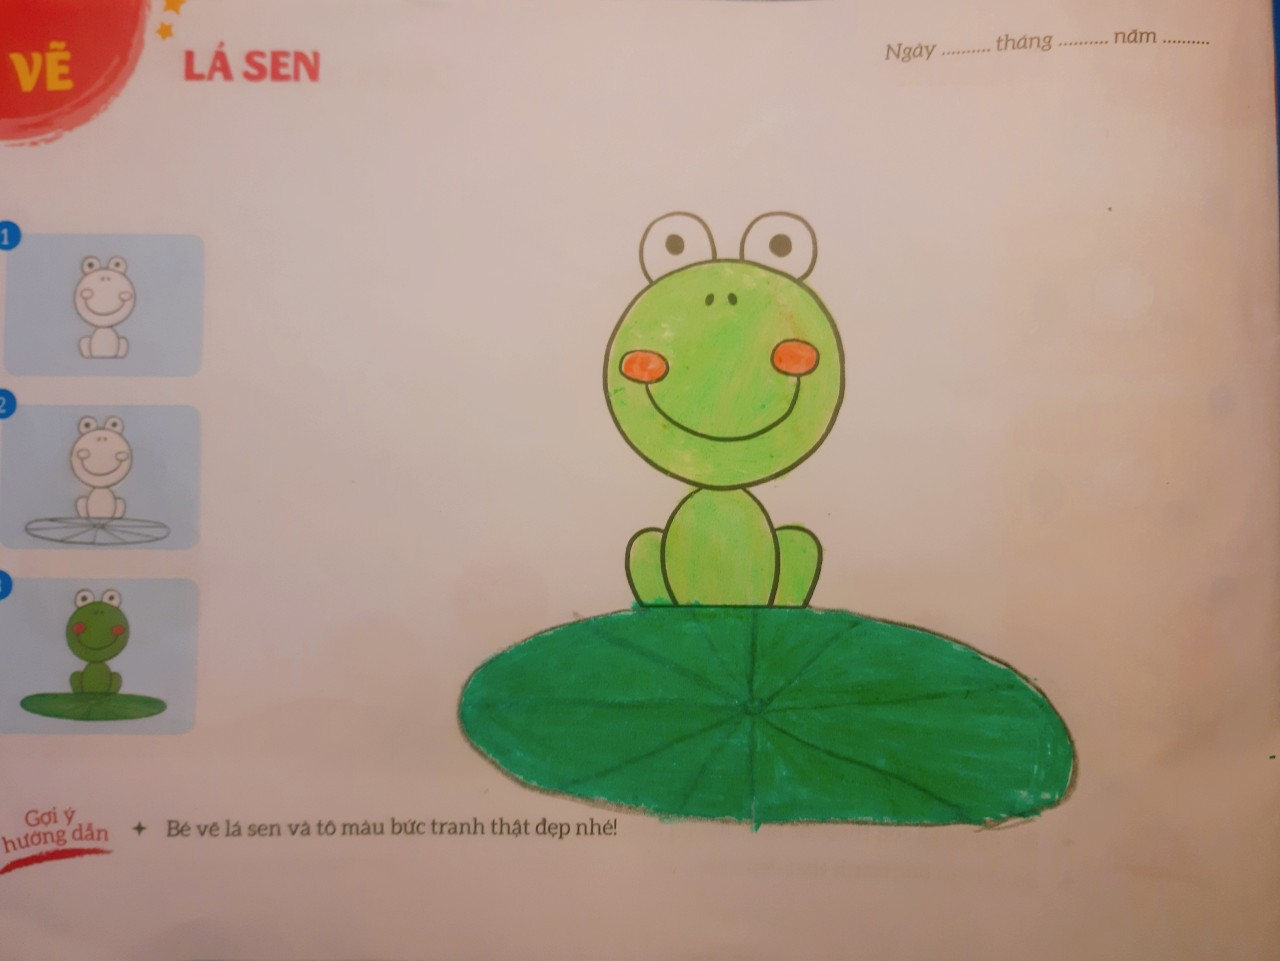 VẼ
LÁ SEN
Ngày .......... tháng .......... năm ..........
1
2
3
Gợi ý
hướng dẫn
Bé vẽ lá sen và tô màu bức tranh thật đẹp nhé!